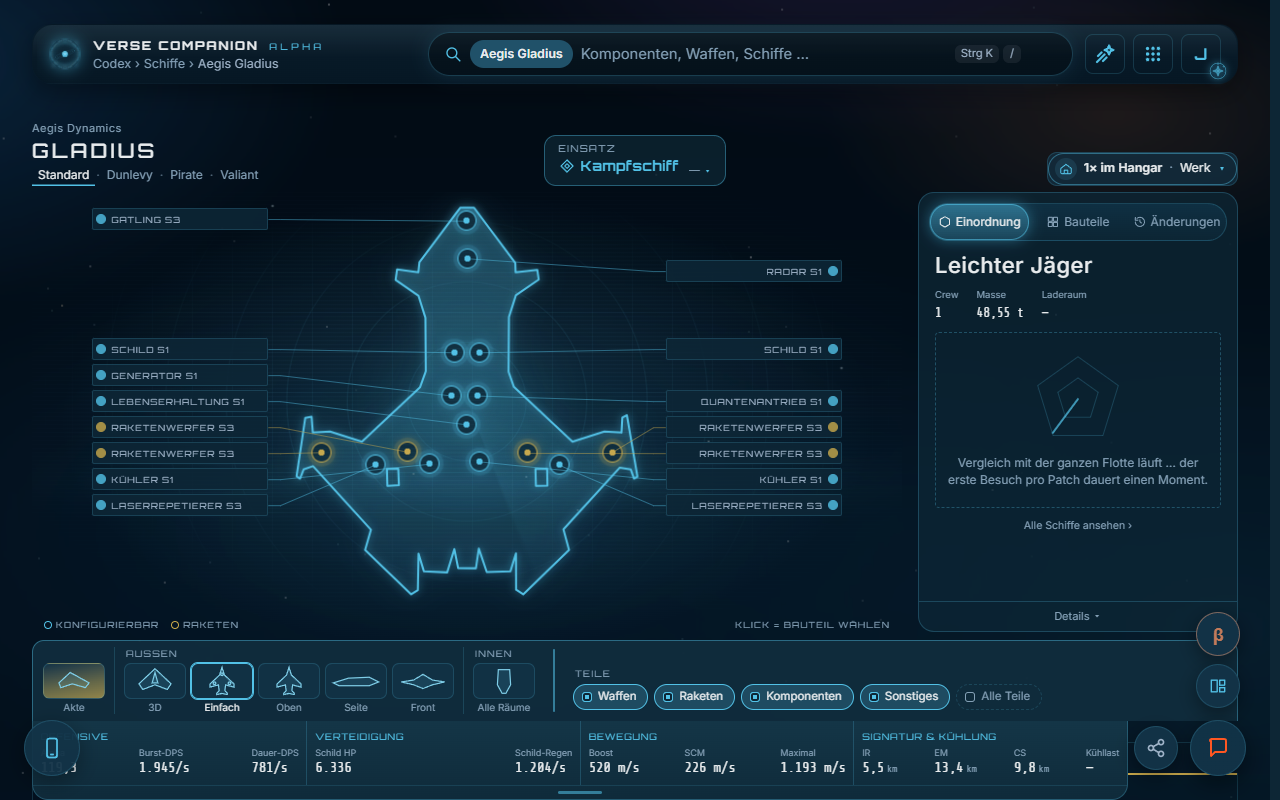 VERSE COMPANION ALPHA
Codex › Schiffe › Aegis Gladius
Aegis Gladius Komponenten, Waffen, Schiffe ... Strg K /
Aegis Dynamics
GLADIUS
Standard · Dunlevy · Pirate · Valiant
EINSATZ
Kampfschiff
1× im Hangar · Werk
GATLING S3
RADAR S1
SCHILD S1
SCHILD S1
GENERATOR S1
LEBENSERHALTUNG S1
QUANTENANTRIEB S1
RAKETENWERFER S3
RAKETENWERFER S3
RAKETENWERFER S3
RAKETENWERFER S3
KÜHLER S1
KÜHLER S1
LASERREPETIERER S3
LASERREPETIERER S3
KONFIGURIERBAR RAKETEN
KLICK = BAUTEIL WÄHLEN
Einordnung Bauteile Änderungen
Leichter Jäger
Crew Masse Laderaum
1 48,55 t –
Vergleich mit der ganzen Flotte läuft ... der
erste Besuch pro Patch dauert einen Moment.
Alle Schiffe ansehen ›
Details
β
AUSSEN INNEN
TEILE
Waffen Raketen Komponenten Sonstiges Alle Teile
Akte 3D Einfach Oben Seite Front Alle Räume
VERTEIDIGUNG BEWEGUNG SIGNATUR & KÜHLUNG
Burst-DPS Dauer-DPS Schild HP Schild-Regen Boost SCM Maximal IR EM CS Kühllast
1.945/s 781/s 6.336 1.204/s 520 m/s 226 m/s 1.193 m/s 5,5 km 13,4 km 9,8 km –